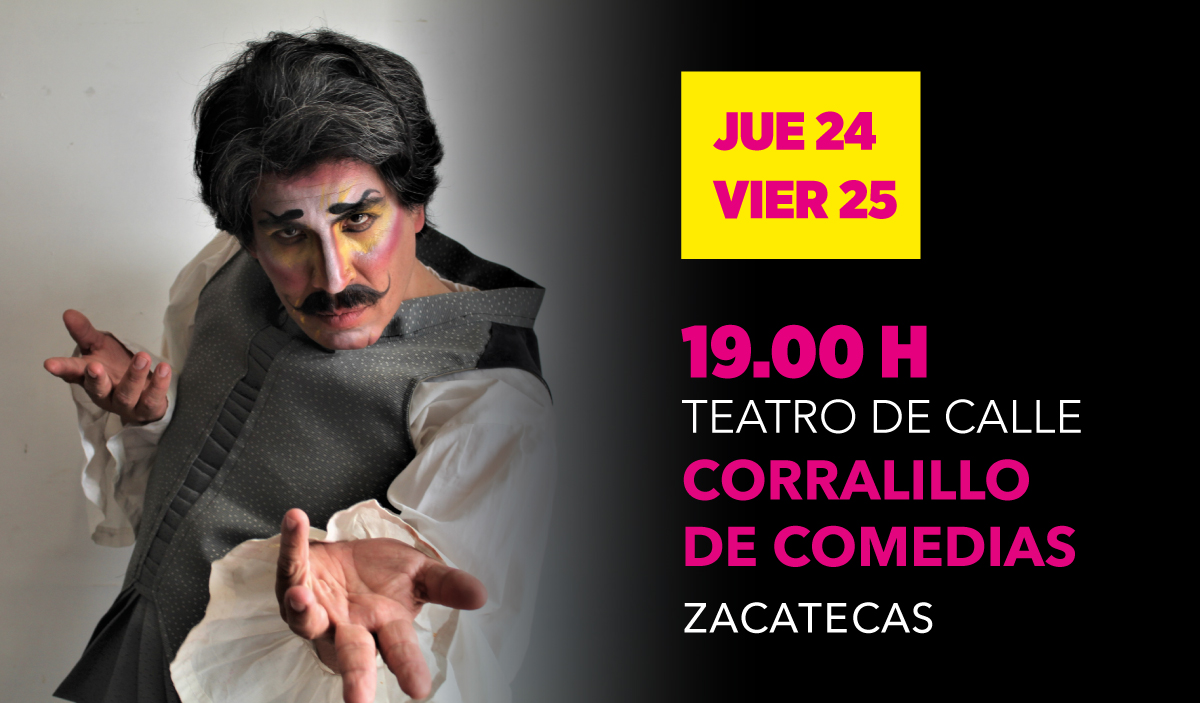 JUE 24
VIER 25
19.00 H
TEATRO DE CALLE
CORRALILLO
DE COMEDIAS
ZACATECAS